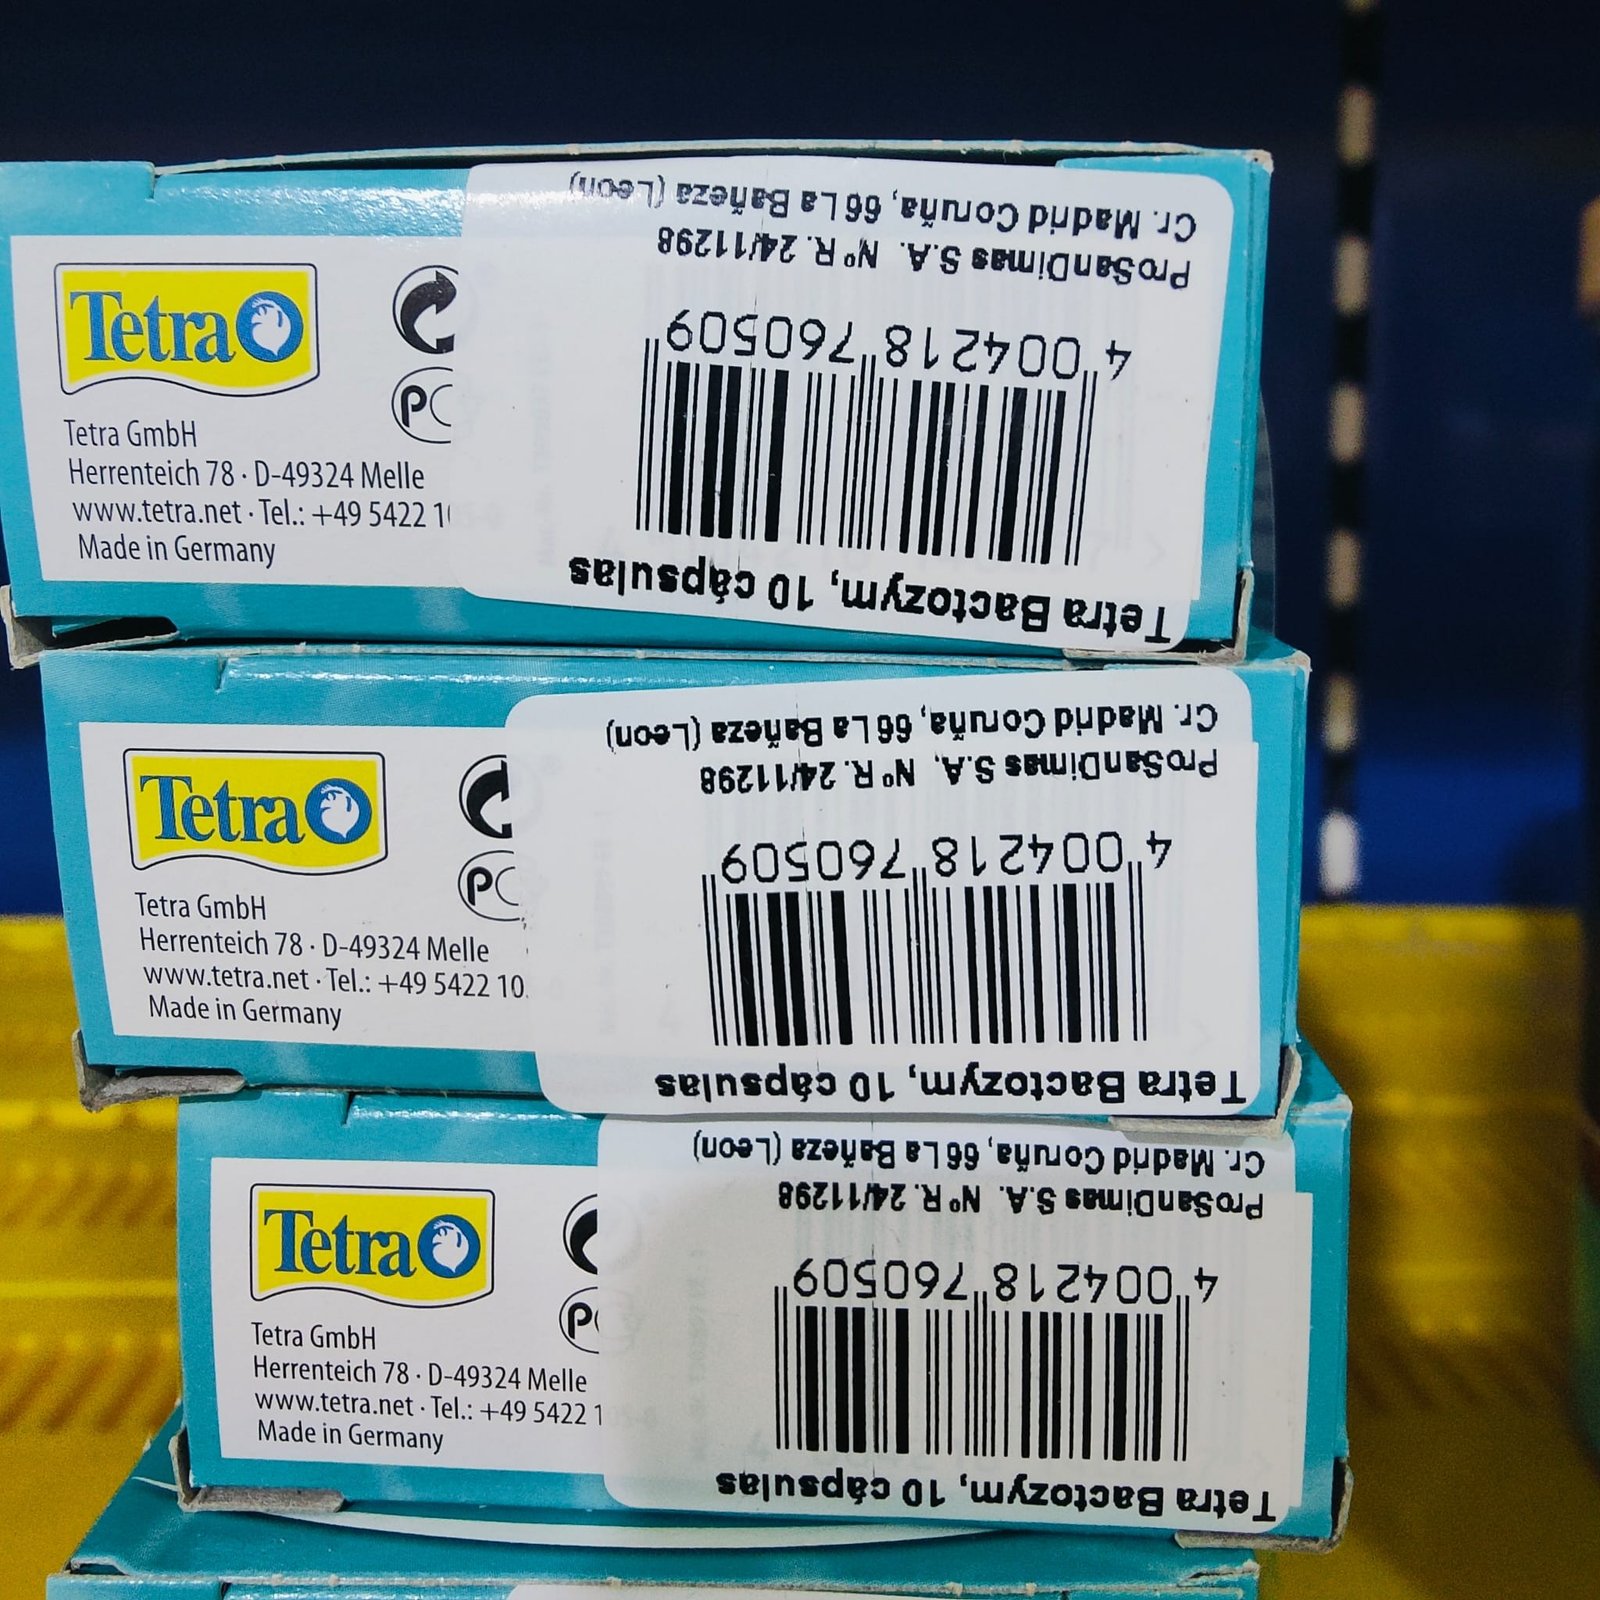 Tetra
Tetra GmbH
Herrenteich 78 · D-49324 Melle
www.tetra.net · Tel.: +49 5422
Made in Germany
Tetra Bactozym, 10 cápsulas
4 004218 760509
ProSanDimas S.A. NºR. 24/11298
Cr. Madrid Coruña, 66 La Bañeza (Leon)
Tetra
Tetra GmbH
Herrenteich 78 · D-49324 Melle
www.tetra.net · Tel.: +49 5422 10
Made in Germany
Tetra Bactozym, 10 cápsulas
4 004218 760509
ProSanDimas S.A. NºR. 24/11298
Cr. Madrid Coruña, 66 La Bañeza (Leon)
Tetra
Tetra GmbH
Herrenteich 78 · D-49324 Melle
www.tetra.net · Tel.: +49 5422 1
Made in Germany
Tetra Bactozym, 10 cápsulas
4 004218 760509
ProSanDimas S.A. NºR. 24/11298
Cr. Madrid Coruña, 66 La Bañeza (Leon)